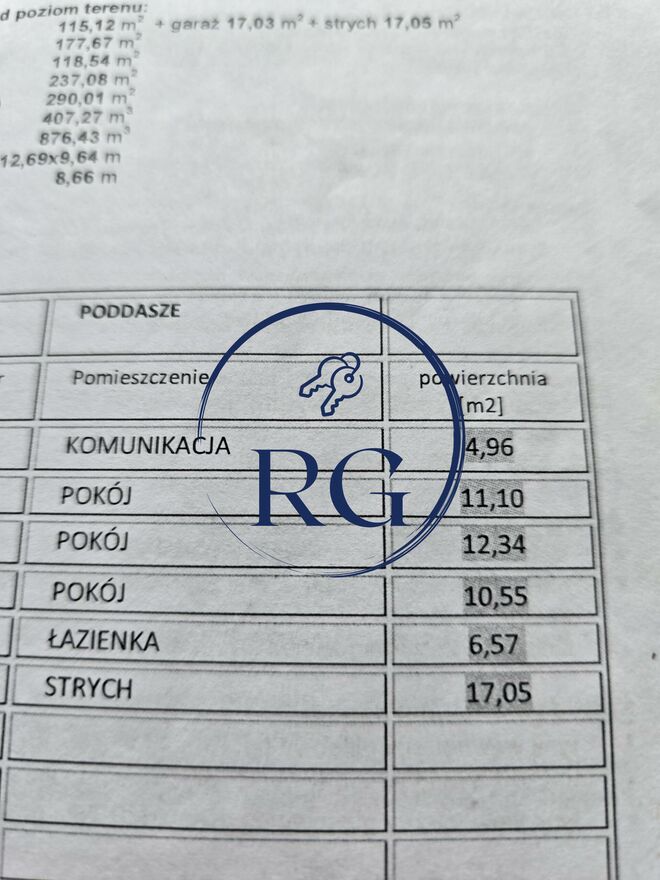 d poziom terenu:
115,12 m² + garaż 17,03 m² + strych 17,05 m²
177,67 m²
118,54 m²
237,08 m²
290,01 m²
407,27 m³
876,43 m³
12,69x9,64 m
8,66 m
PODDASZE
Pomieszczenie powierzchnia
[m2]
KOMUNIKACJA 4,96
POKÓJ 11,10
POKÓJ 12,34
POKÓJ 10,55
ŁAZIENKA 6,57
STRYCH 17,05
RG